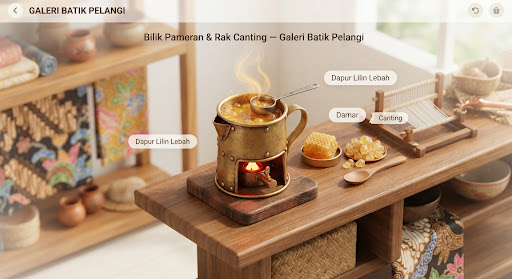 GALERI BATIK PELANGI
Bilik Pameran & Rak Canting — Galeri Batik Pelangi
Dapur Lilin Lebah
Damar
Canting
Dapur Lilin Lebah